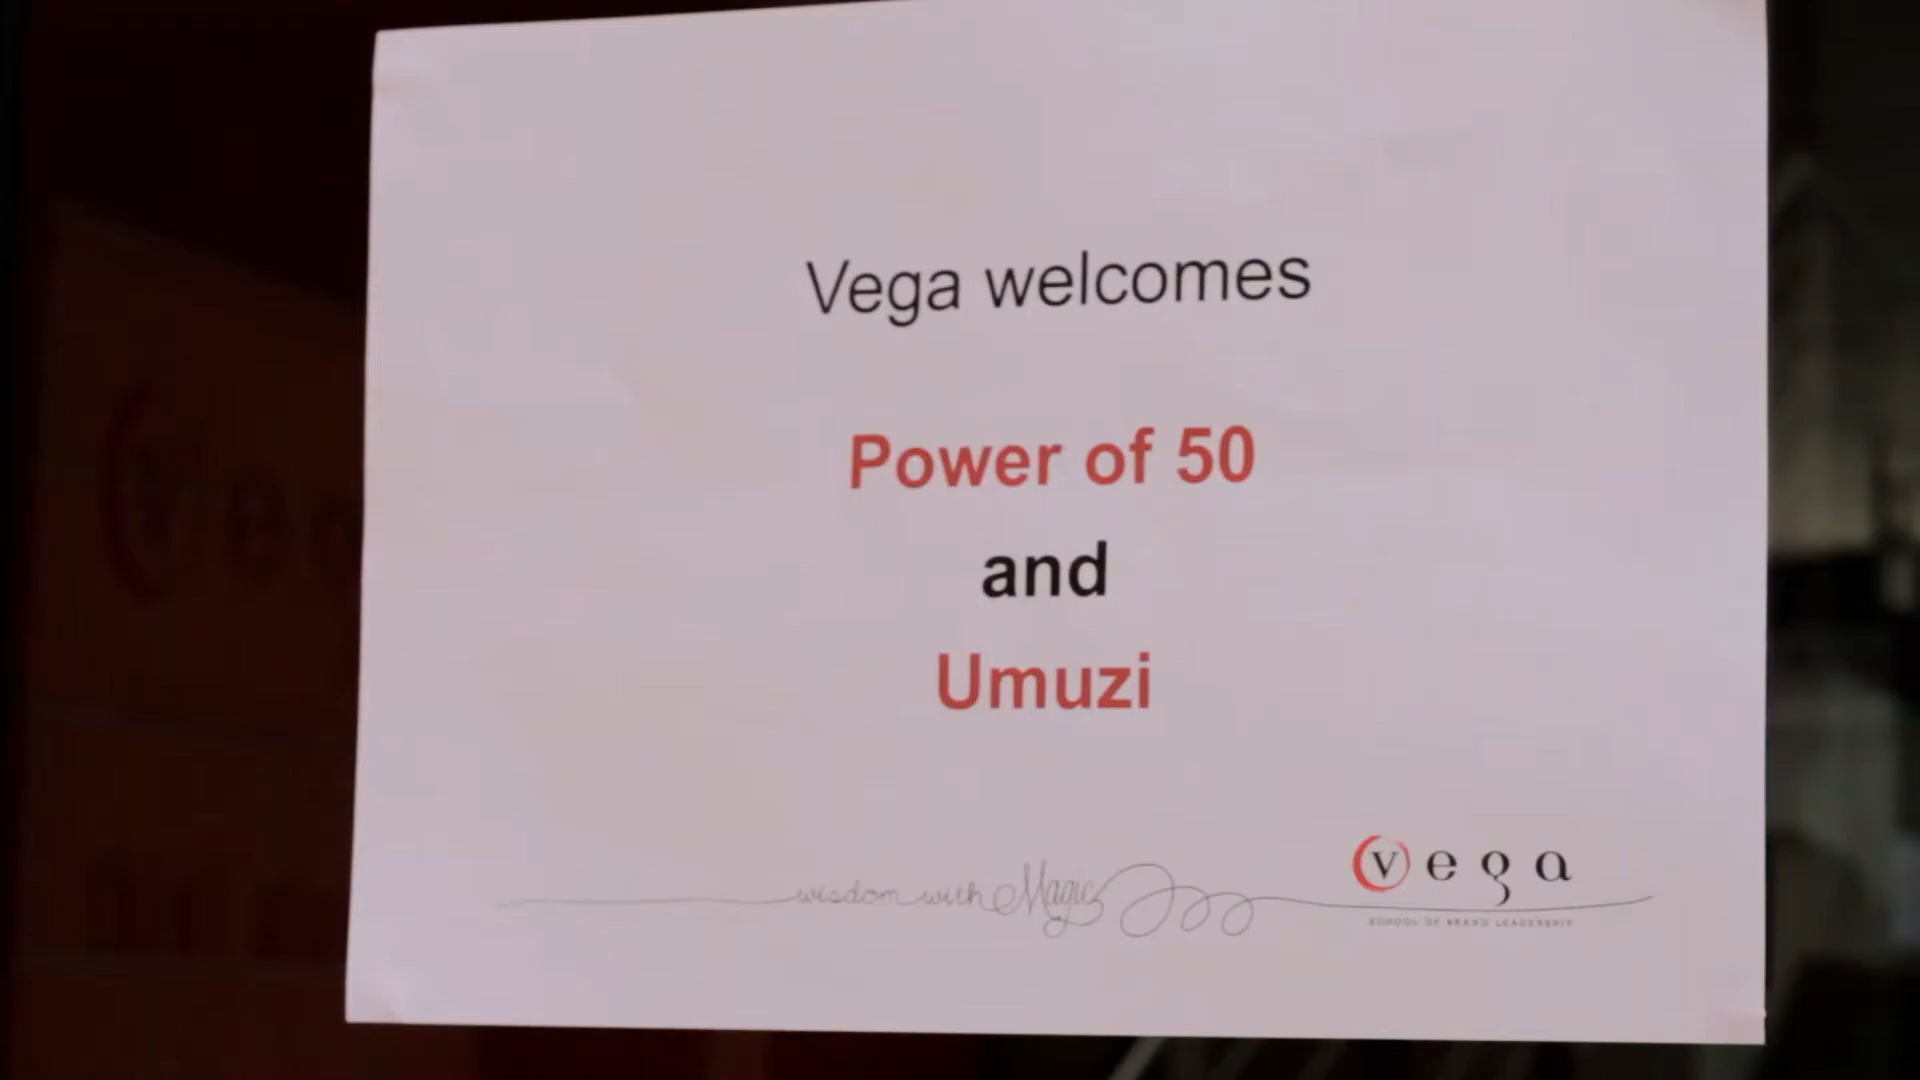 Vega welcomes
Power of 50
and
Umuzi
wisdom with Magic
vega
SCHOOL OF BRAND LEADERSHIP